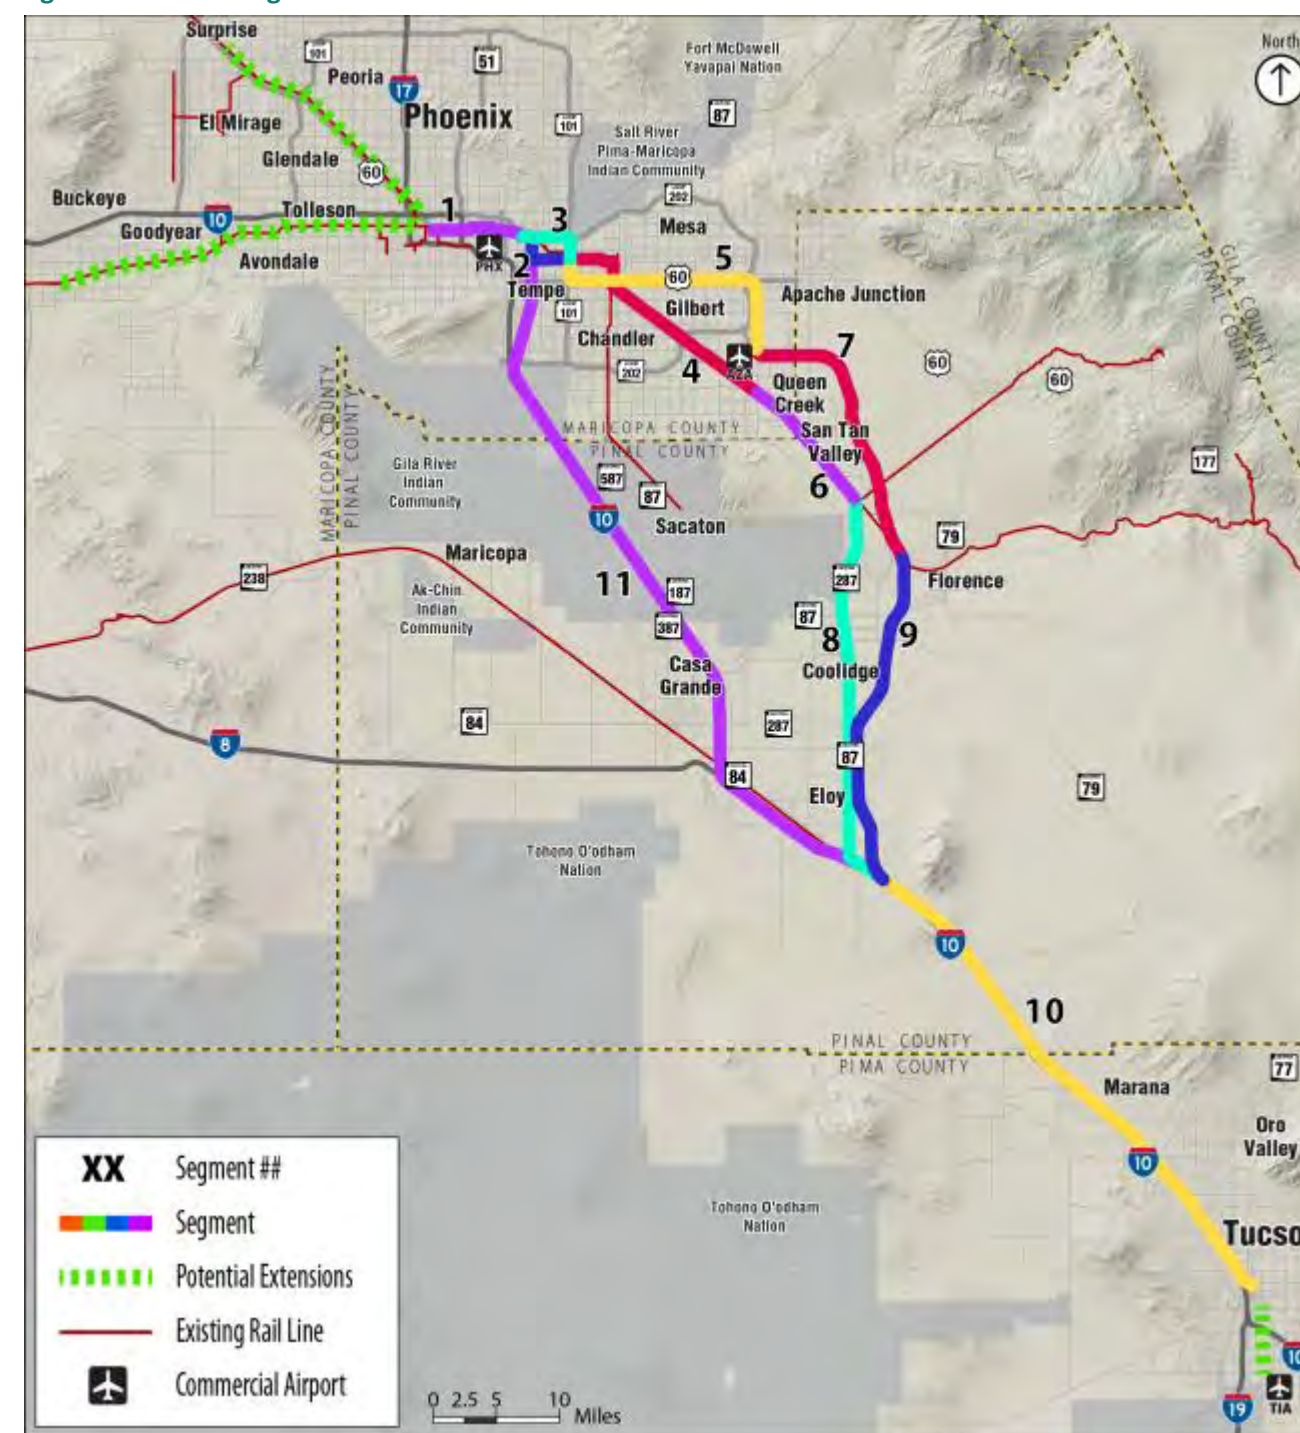 Surprise
101
51
Peoria
17
Phoenix
Fort McDowell
Yavapai Nation
North
87
El Mirage
101
Salt River
Pima-Maricopa
Indian Community
Glendale
60
202
Buckeye
10
Tolleson
1
3
Mesa
Goodyear
Avondale
PHX
2
5
60
Tempe
101
Gilbert
Apache Junction
GILA COUNTY
PINAL COUNTY
Chandler
202
4
AZA
7
60
60
Queen
Creek
MARICOPA COUNTY
PINAL COUNTY
MARICOPA COUNTY
PINAL COUNTY
San Tan
Valley
177
Gila River
Indian
Community
587
87
6
10
Sacaton
79
Maricopa
238
11
187
287
Florence
Ak-Chin
Indian
Community
387
87
8
9
Casa
Grande
Coolidge
84
287
8
87
84
Eloy
79
Tohono O'odham
Nation
10
10
PINAL COUNTY
PIMA COUNTY
77
Marana
Oro
Valley
10
Tohono O'odham
Nation
Tucso
XX Segment ##
Segment
Potential Extensions
Existing Rail Line
Commercial Airport
0 2.5 5 10
Miles
10
19
TIA